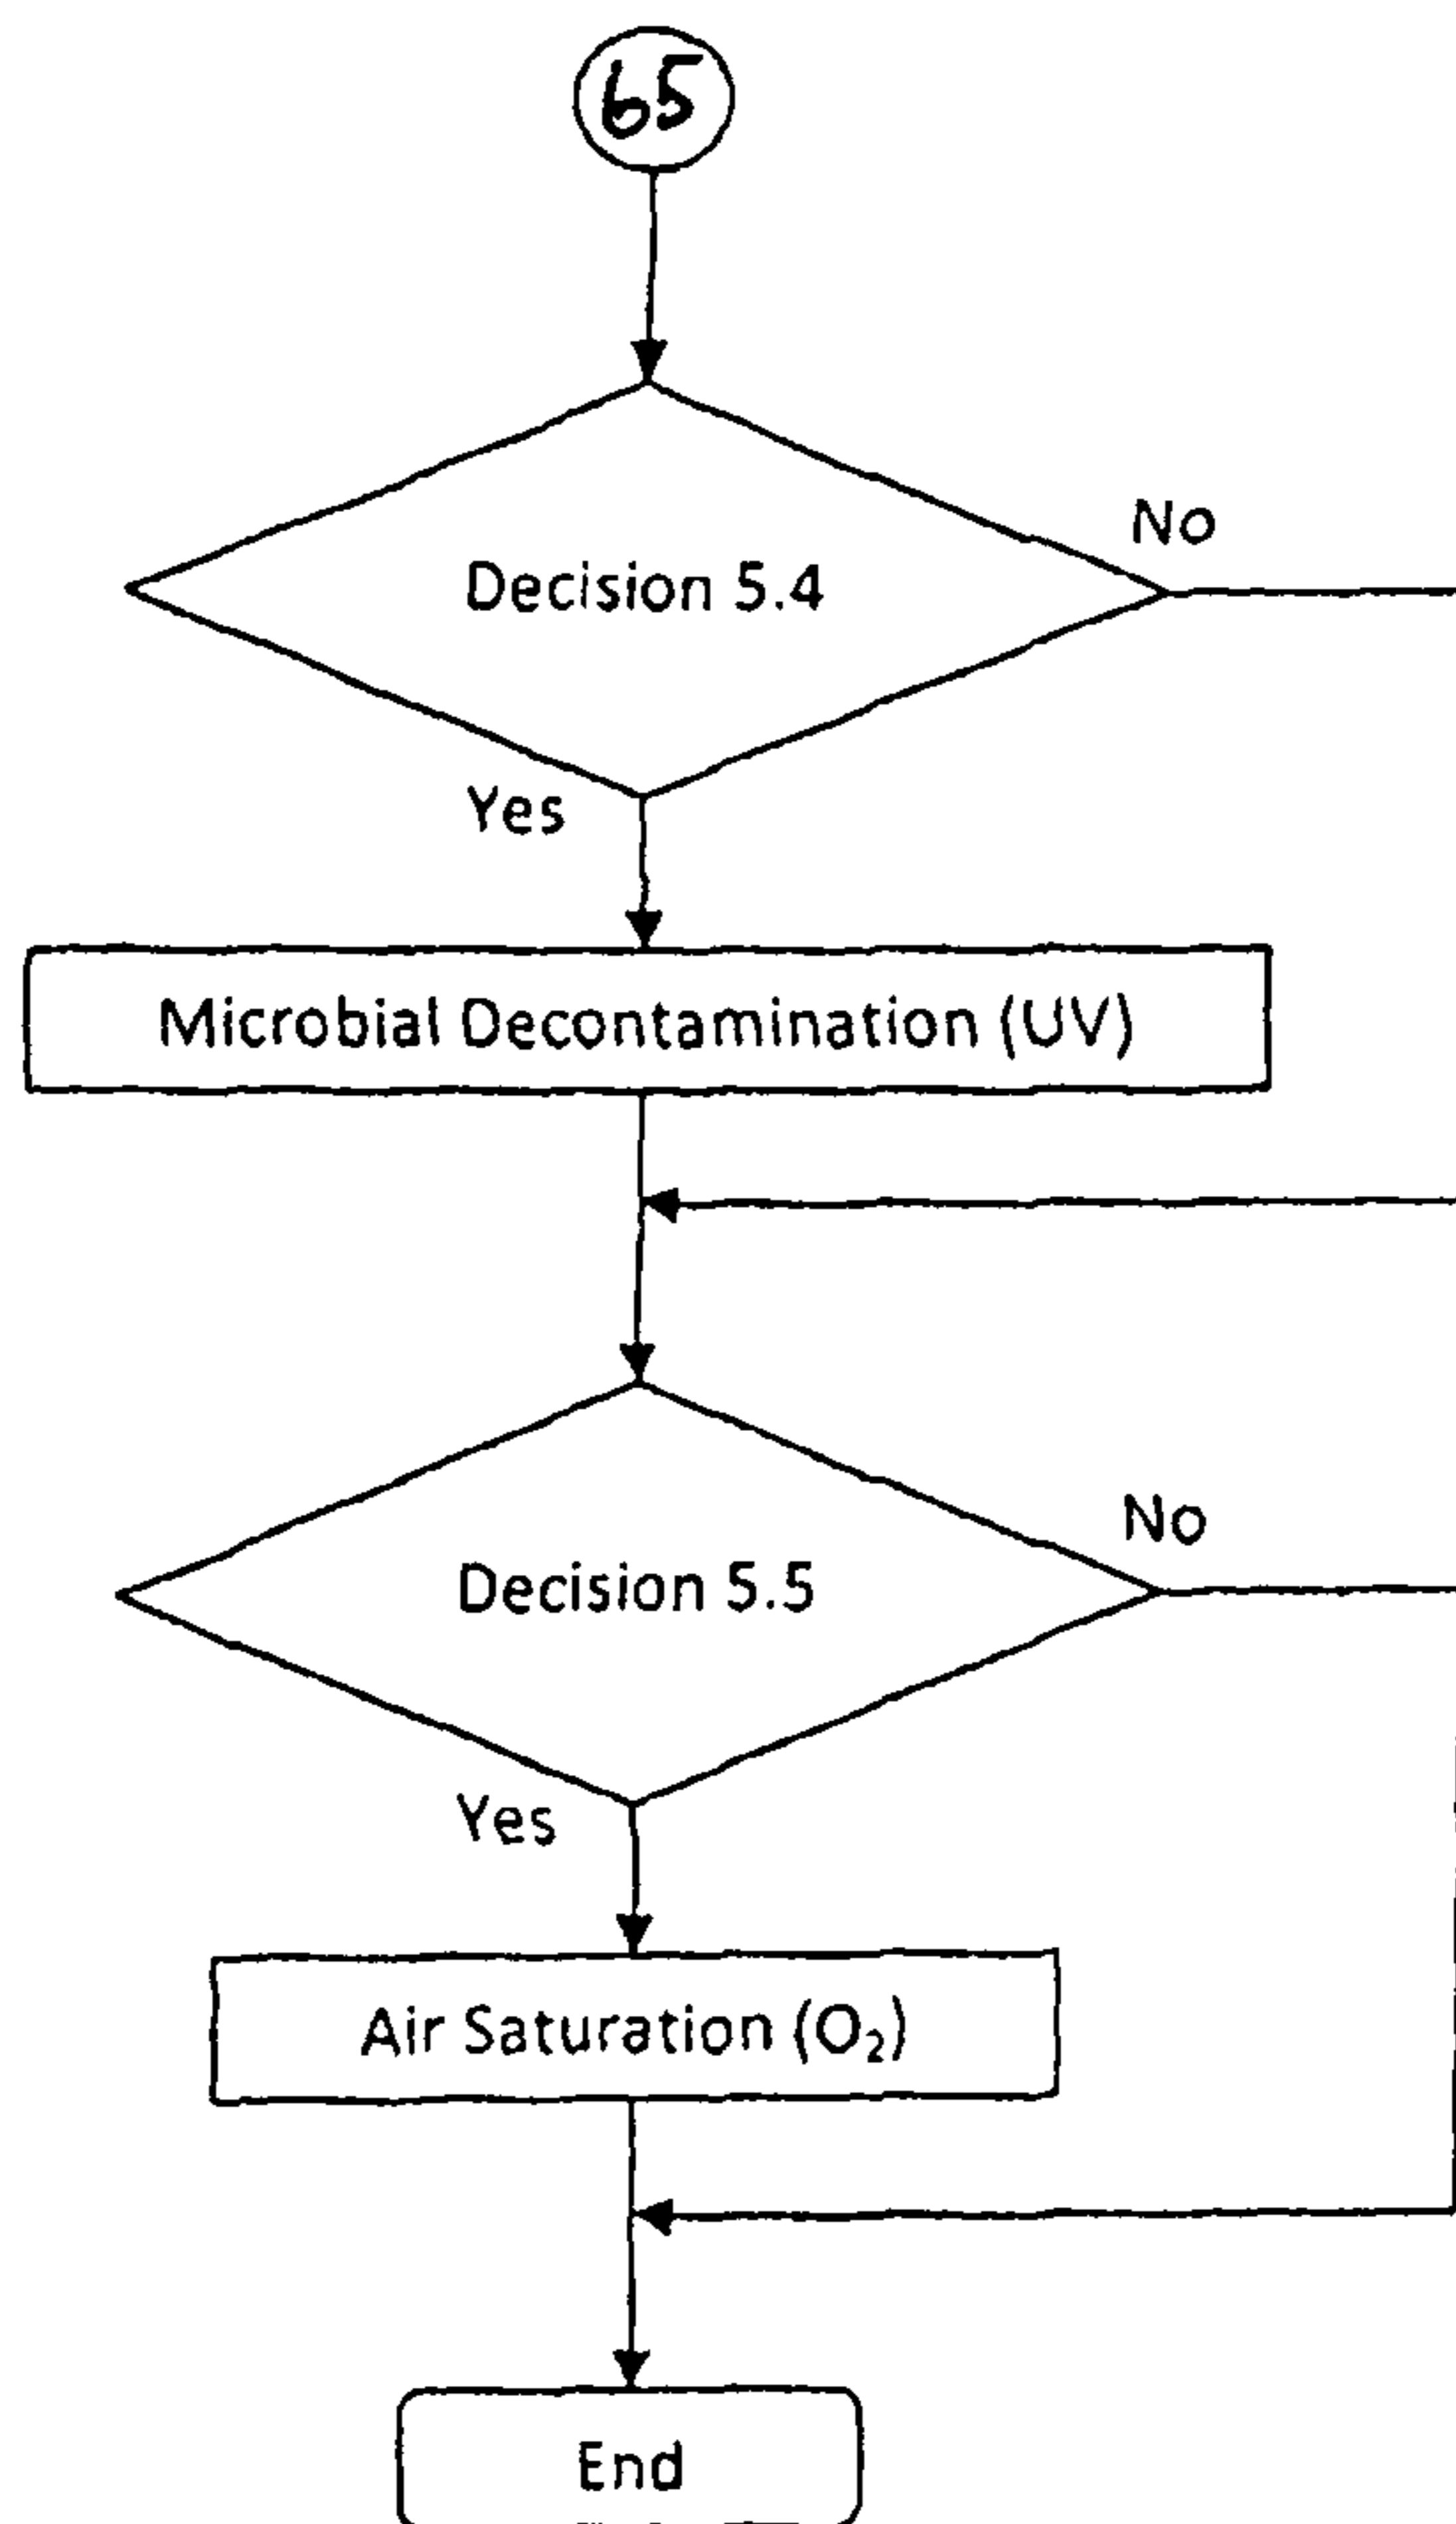 65
Decision 5.4
No
Yes
Microbial Decontamination (UV)
Decision 5.5
No
Yes
Air Saturation (O₂)
End